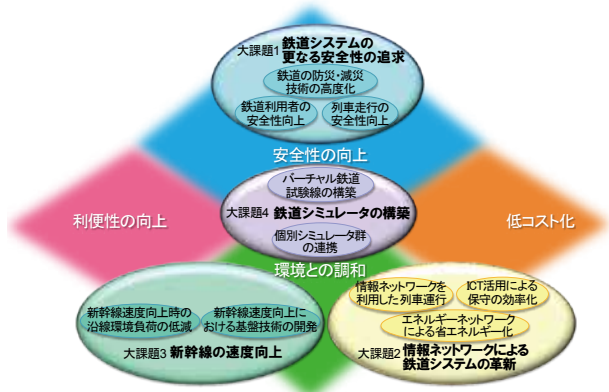 大課題1 鉄道システムの
更なる安全性の追求
鉄道の防災・減災
技術の高度化
鉄道利用者の
安全性向上
列車走行の
安全性向上
安全性の向上
バーチャル鉄道
試験線の構築
利便性の向上
大課題4 鉄道シミュレータの構築
低コスト化
個別シミュレータ群
の連携
環境との調和
新幹線速度向上時の
沿線環境負荷の低減
新幹線速度向上に
おける基盤技術の開発
大課題3 新幹線の速度向上
情報ネットワークを
利用した列車運行
ICT活用による
保守の効率化
エネルギーネットワーク
による省エネルギー化
大課題2 情報ネットワークによる
鉄道システムの革新